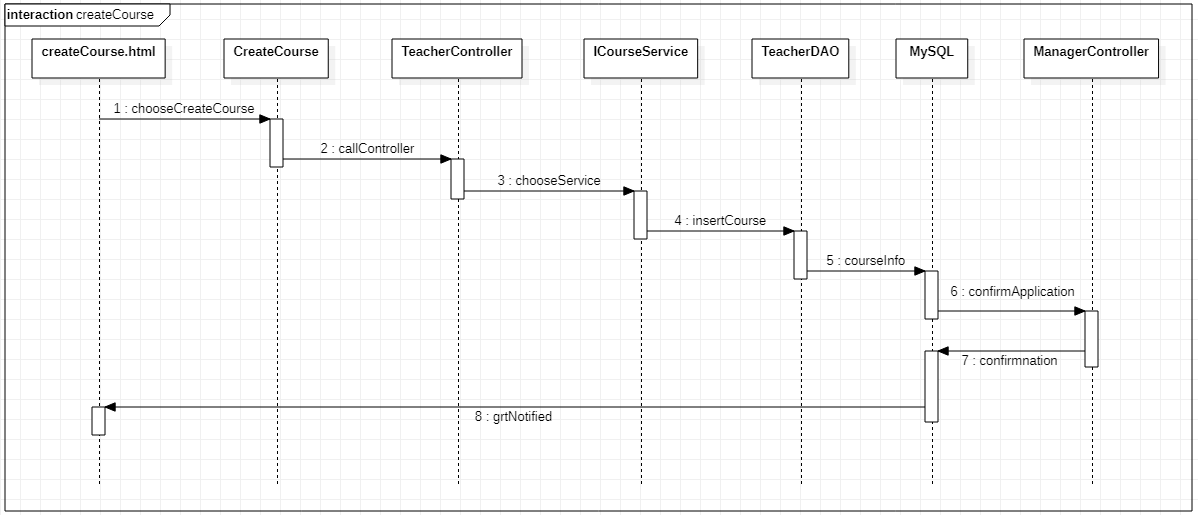 interaction createCourse
createCourse.html
CreateCourse
TeacherController
ICourseService
TeacherDAO
MySQL
ManagerController
1 : chooseCreateCourse
2 : callController
3 : chooseService
4 : insertCourse
5 : courseInfo
6 : confirmApplication
7 : confirmnation
8 : grtNotified